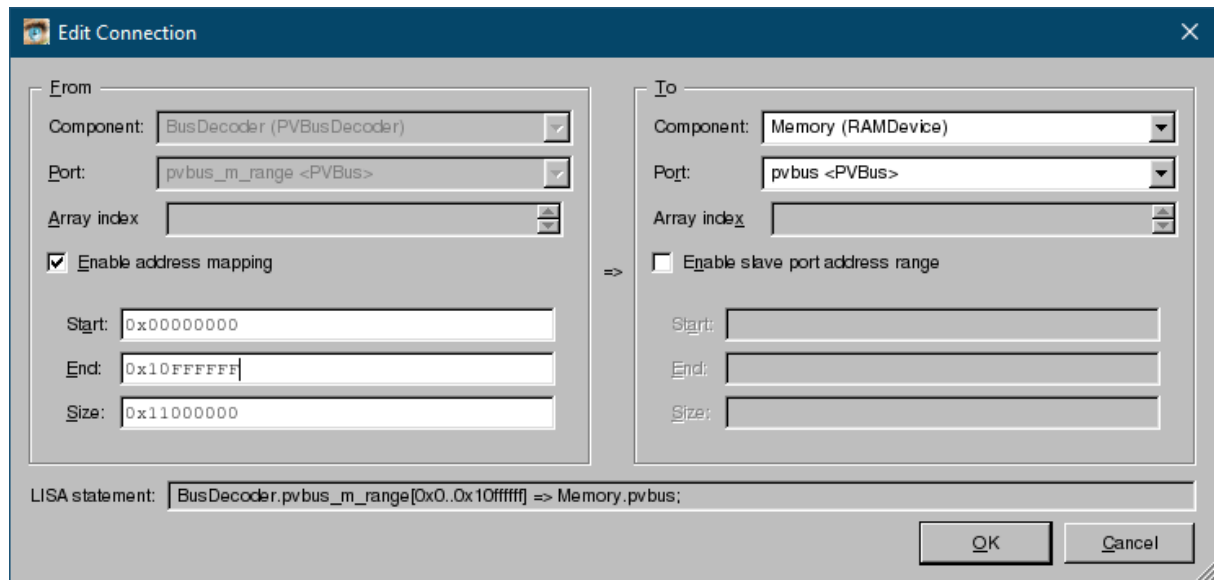 Edit Connection
From
Component: BusDecoder (PVBusDecoder)
Port: pvbus_m_range <PVBus>
Array index
Enable address mapping
Start: 0x00000000
End: 0x10FFFFFF
Size: 0x11000000
=>
To
Component: Memory (RAMDevice)
Port: pvbus <PVBus>
Array index
Enable slave port address range
Start:
End:
Size:
LISA statement: BusDecoder.pvbus_m_range[0x0..0x10ffffff] => Memory.pvbus;
OK Cancel